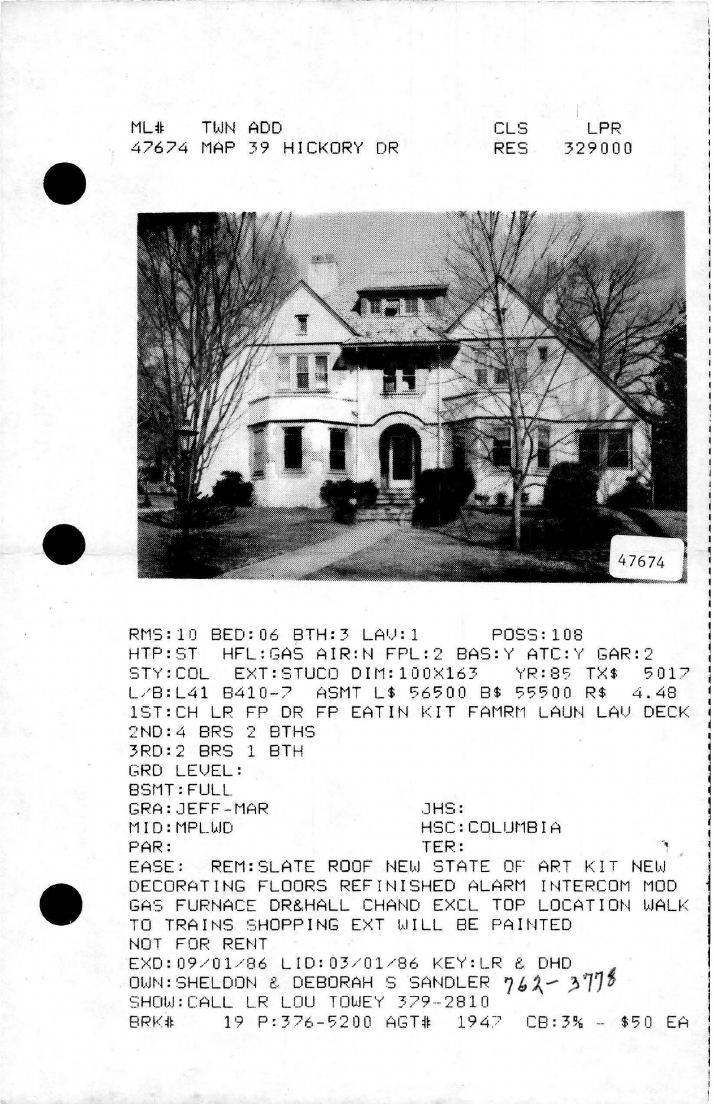 ML#    TWN ADD    CLS    LPR
47674 MAP 39 HICKORY DR    RES    329000
47674
RMS:10 BED:06 BTH:3 LAV:1    POSS:108
HTP:ST  HFL:GAS AIR:N FPL:2 BAS:Y ATC:Y GAR:2
STY:COL  EXT:STUCO DIM:100X163   YR:85 TX$  5017
L/B:L41 B410-7  ASMT L$ 56500 B$ 55500 R$  4.48
1ST:CH LR FP DR FP EATIN KIT FAMRM LAUN LAV DECK
2ND:4 BRS 2 BTHS
3RD:2 BRS 1 BTH
GRD LEVEL:
BSMT:FULL
GRA:JEFF-MAR    JHS:
MID:MPLWD    HSC:COLUMBIA
PAR:    TER:
EASE:  REM:SLATE ROOF NEW STATE OF ART KIT NEW
DECORATING FLOORS REFINISHED ALARM INTERCOM MOD
GAS FURNACE DR&HALL CHAND EXCL TOP LOCATION WALK
TO TRAINS SHOPPING EXT WILL BE PAINTED
NOT FOR RENT
EXD:09/01/86 LID:03/01/86 KEY:LR & DHD
OWN:SHELDON & DEBORAH S SANDLER 762-3778
SHOW:CALL LR LOU TOWEY 379-2810
BRK#    19 P:376-5200 AGT#  1947  CB:3% - $50 EA